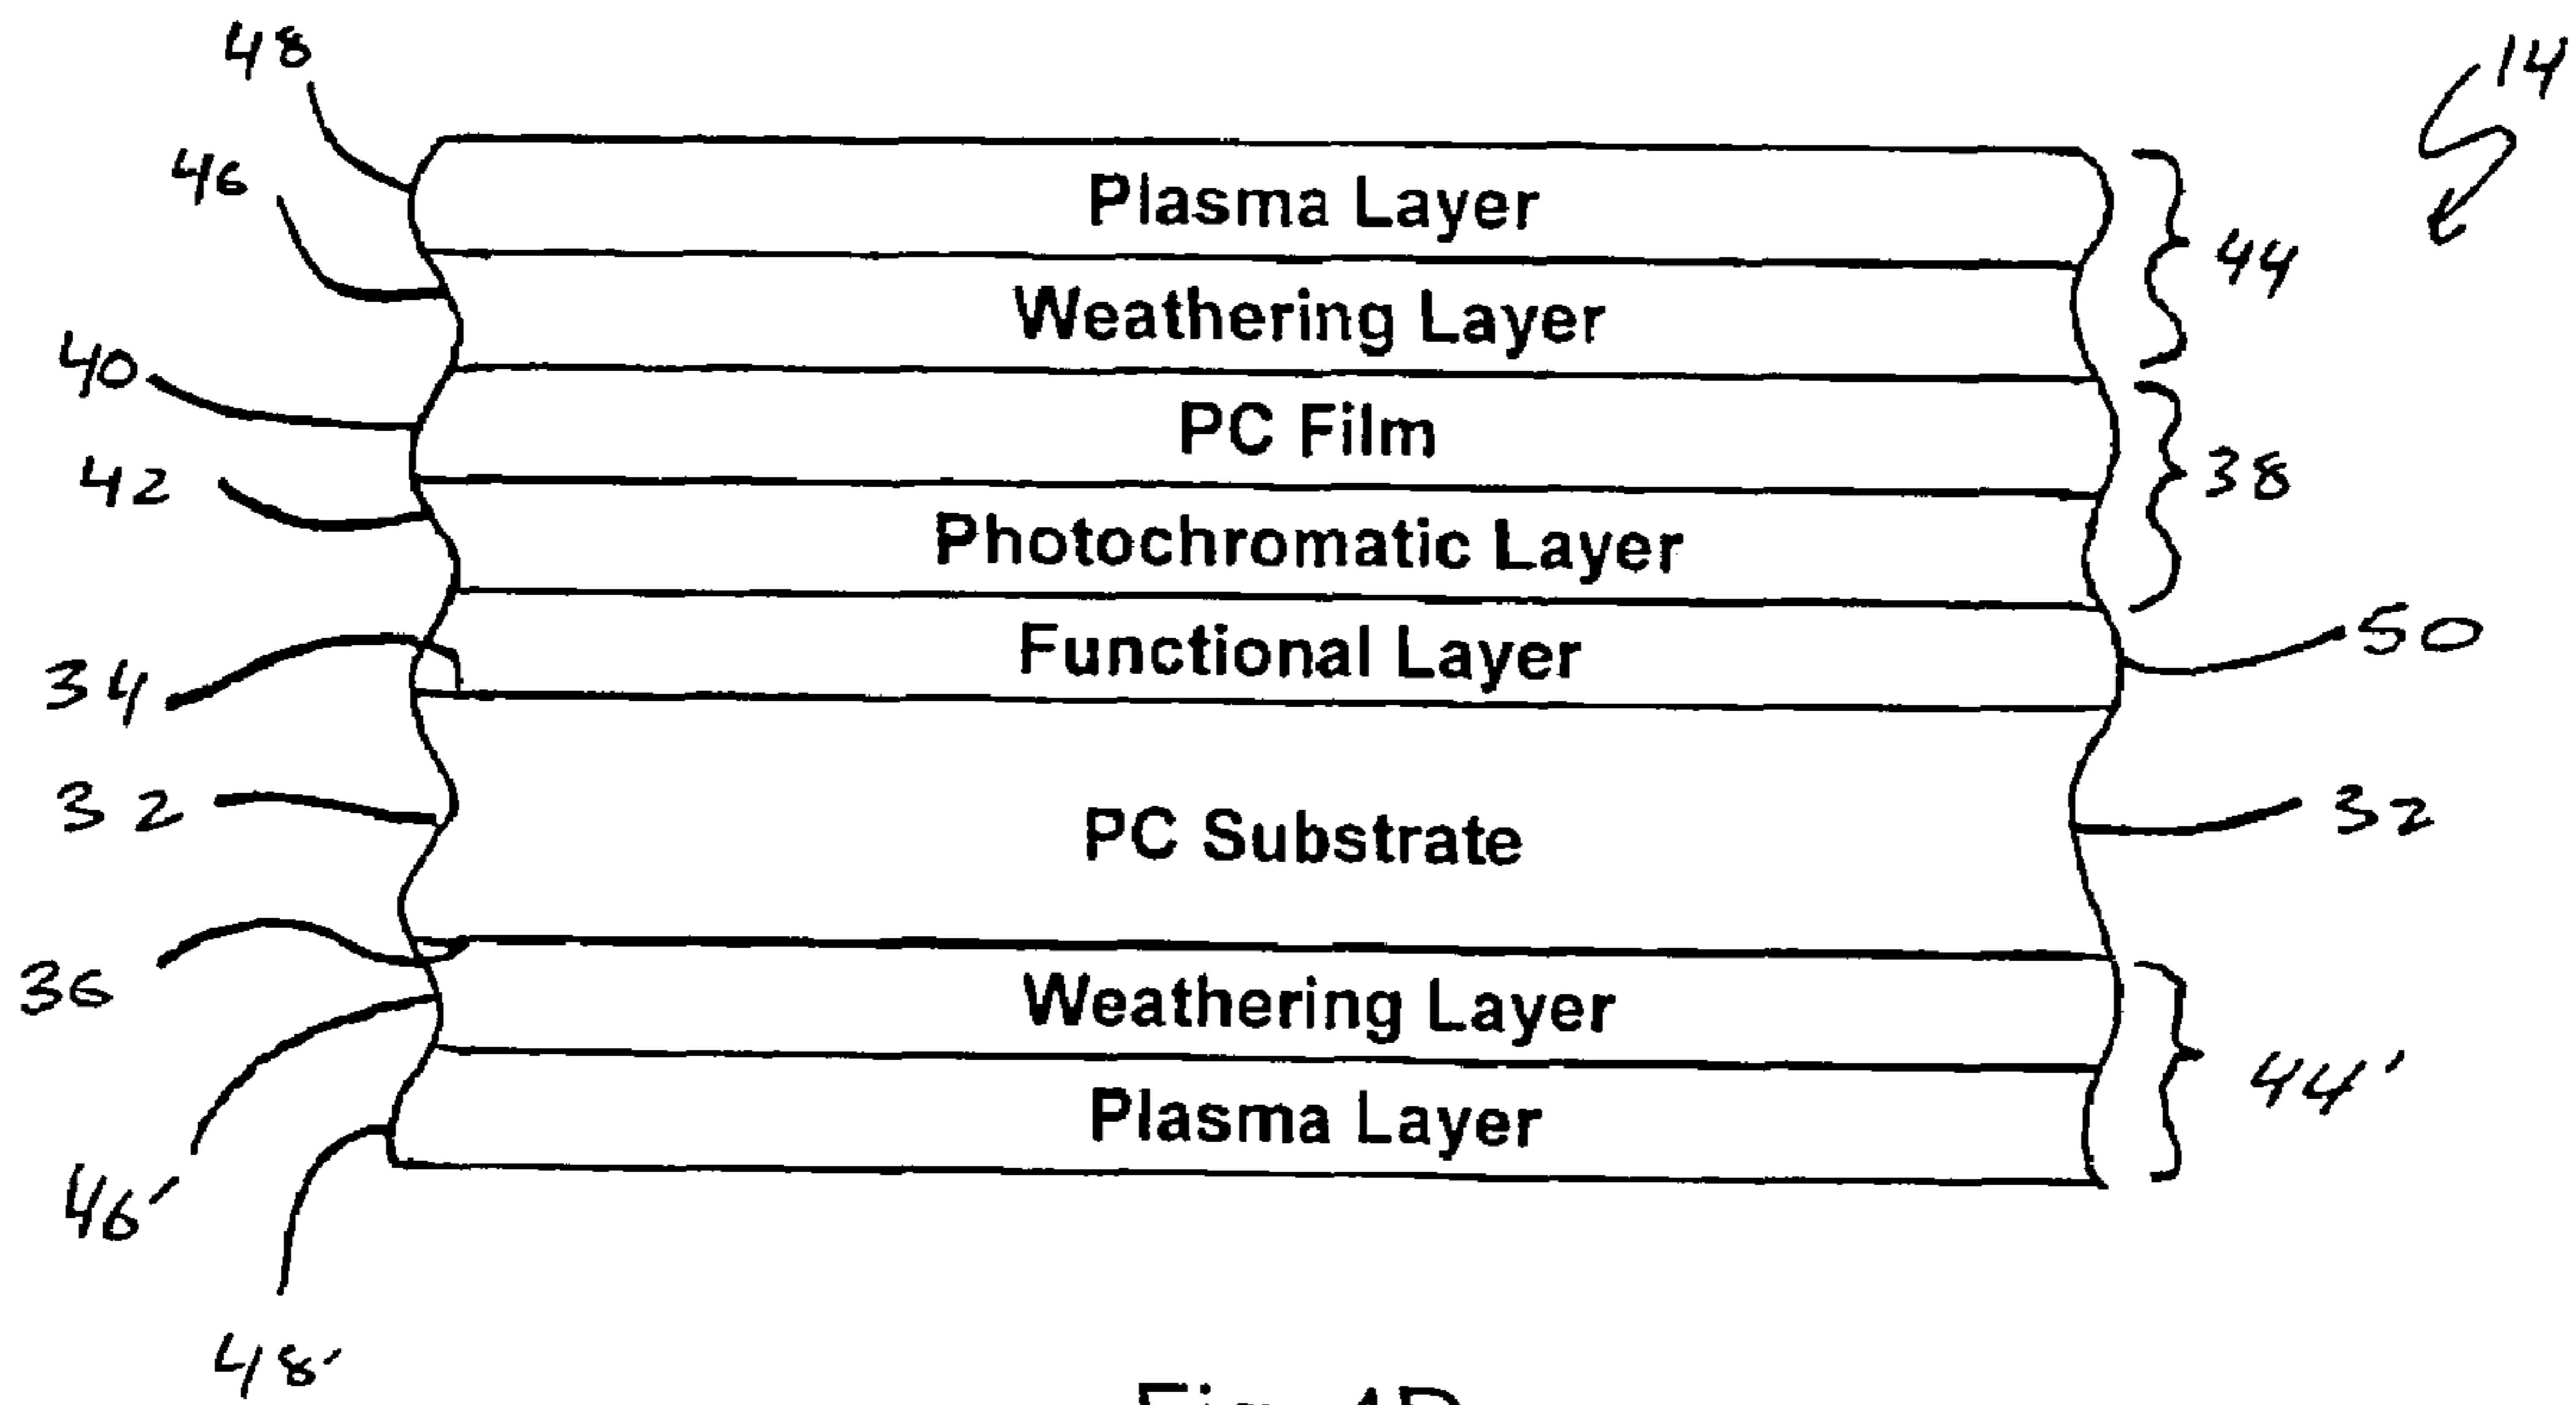 48
14
46
Plasma Layer
44
Weathering Layer
40
PC Film
42
38
Photochromatic Layer
34
Functional Layer
50
32
PC Substrate
32
36
Weathering Layer
46'
44'
Plasma Layer
48'